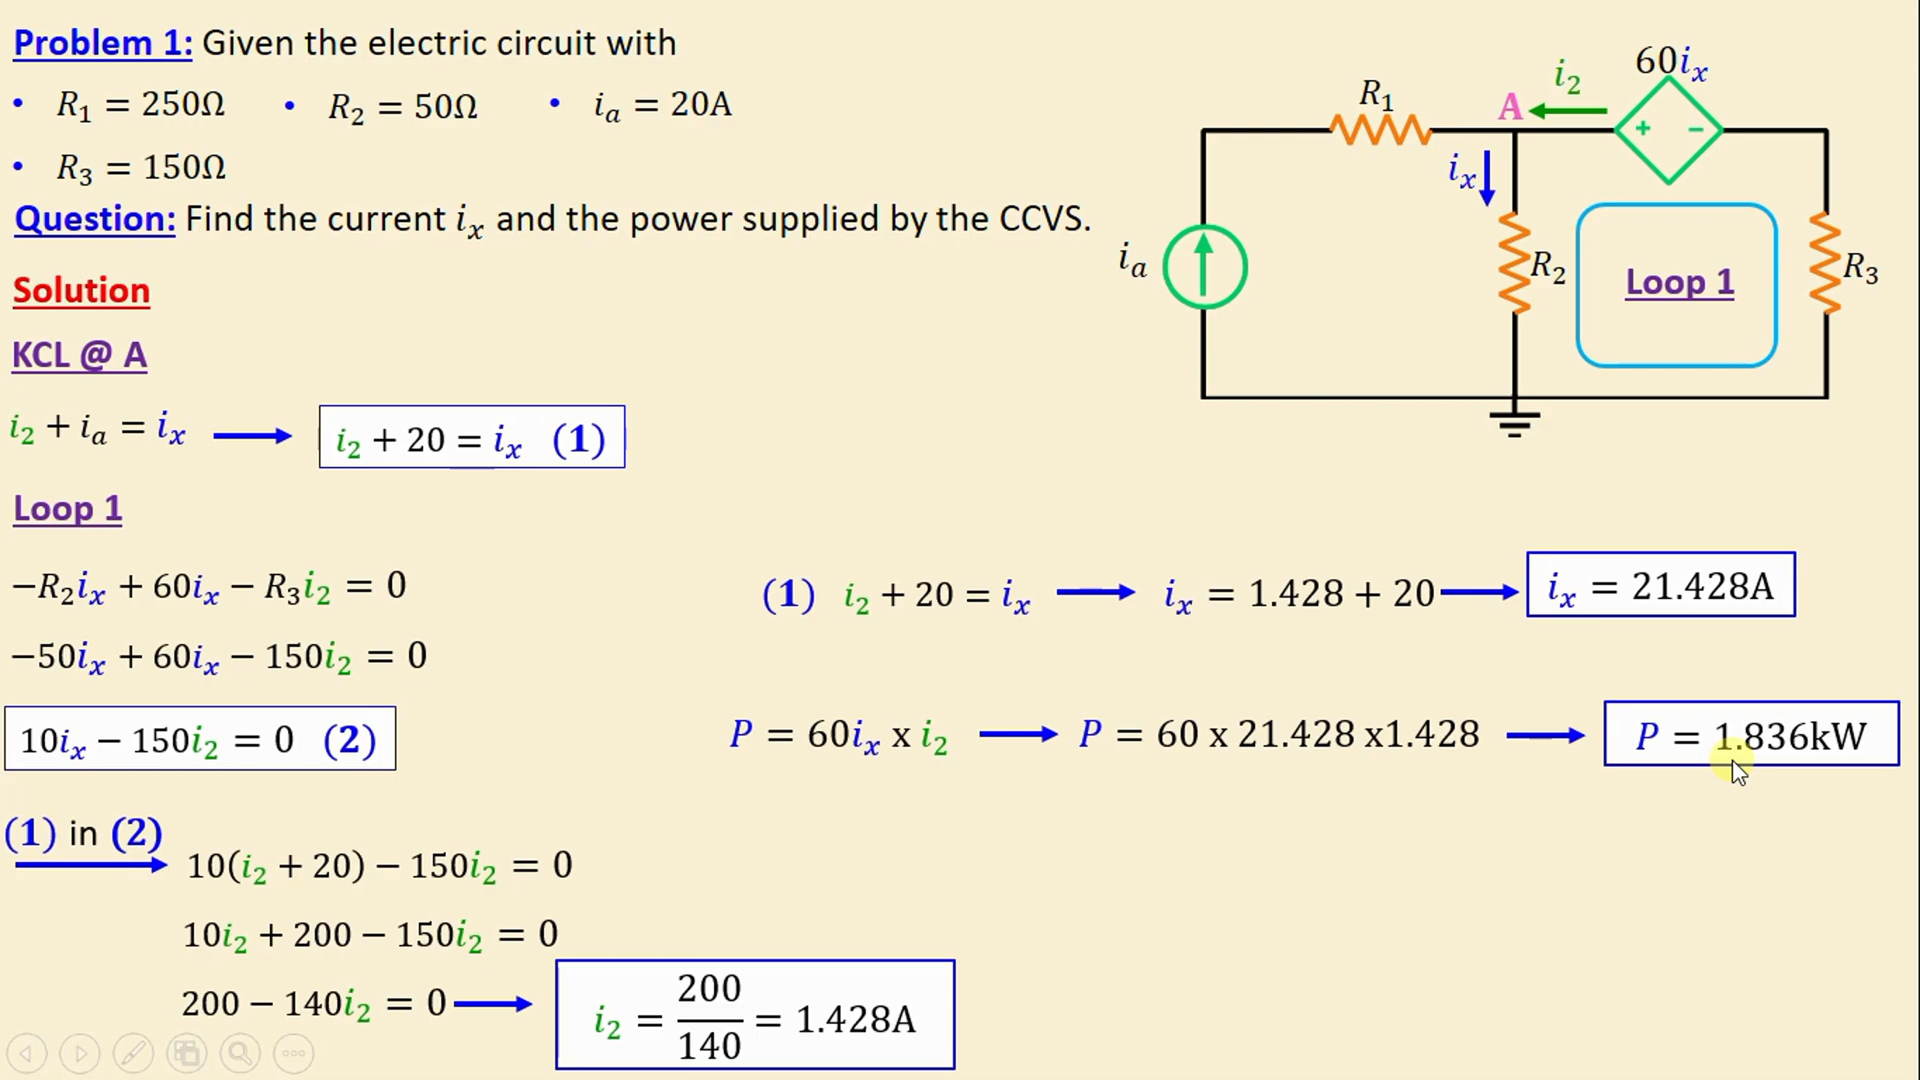 Problem 1: Given the electric circuit with
• R₁ = 250Ω • R₂ = 50Ω • iₐ = 20A
• R₃ = 150Ω
Question: Find the current iₓ and the power supplied by the CCVS.
Solution
KCL @ A
i₂ + iₐ = iₓ
i₂ + 20 = iₓ (1)
Loop 1
−R₂iₓ + 60iₓ − R₃i₂ = 0
−50iₓ + 60iₓ − 150i₂ = 0
10iₓ − 150i₂ = 0 (2)
(1) in (2)
10(i₂ + 20) − 150i₂ = 0
10i₂ + 200 − 150i₂ = 0
200 − 140i₂ = 0
i₂ = 200/140 = 1.428A
(1) i₂ + 20 = iₓ
iₓ = 1.428 + 20
iₓ = 21.428A
P = 60iₓ x i₂
P = 60 x 21.428 x1.428
P = 1.836kW
60iₓ
i₂
R₁
A
+ −
iₓ
iₐ
R₂
Loop 1
R₃